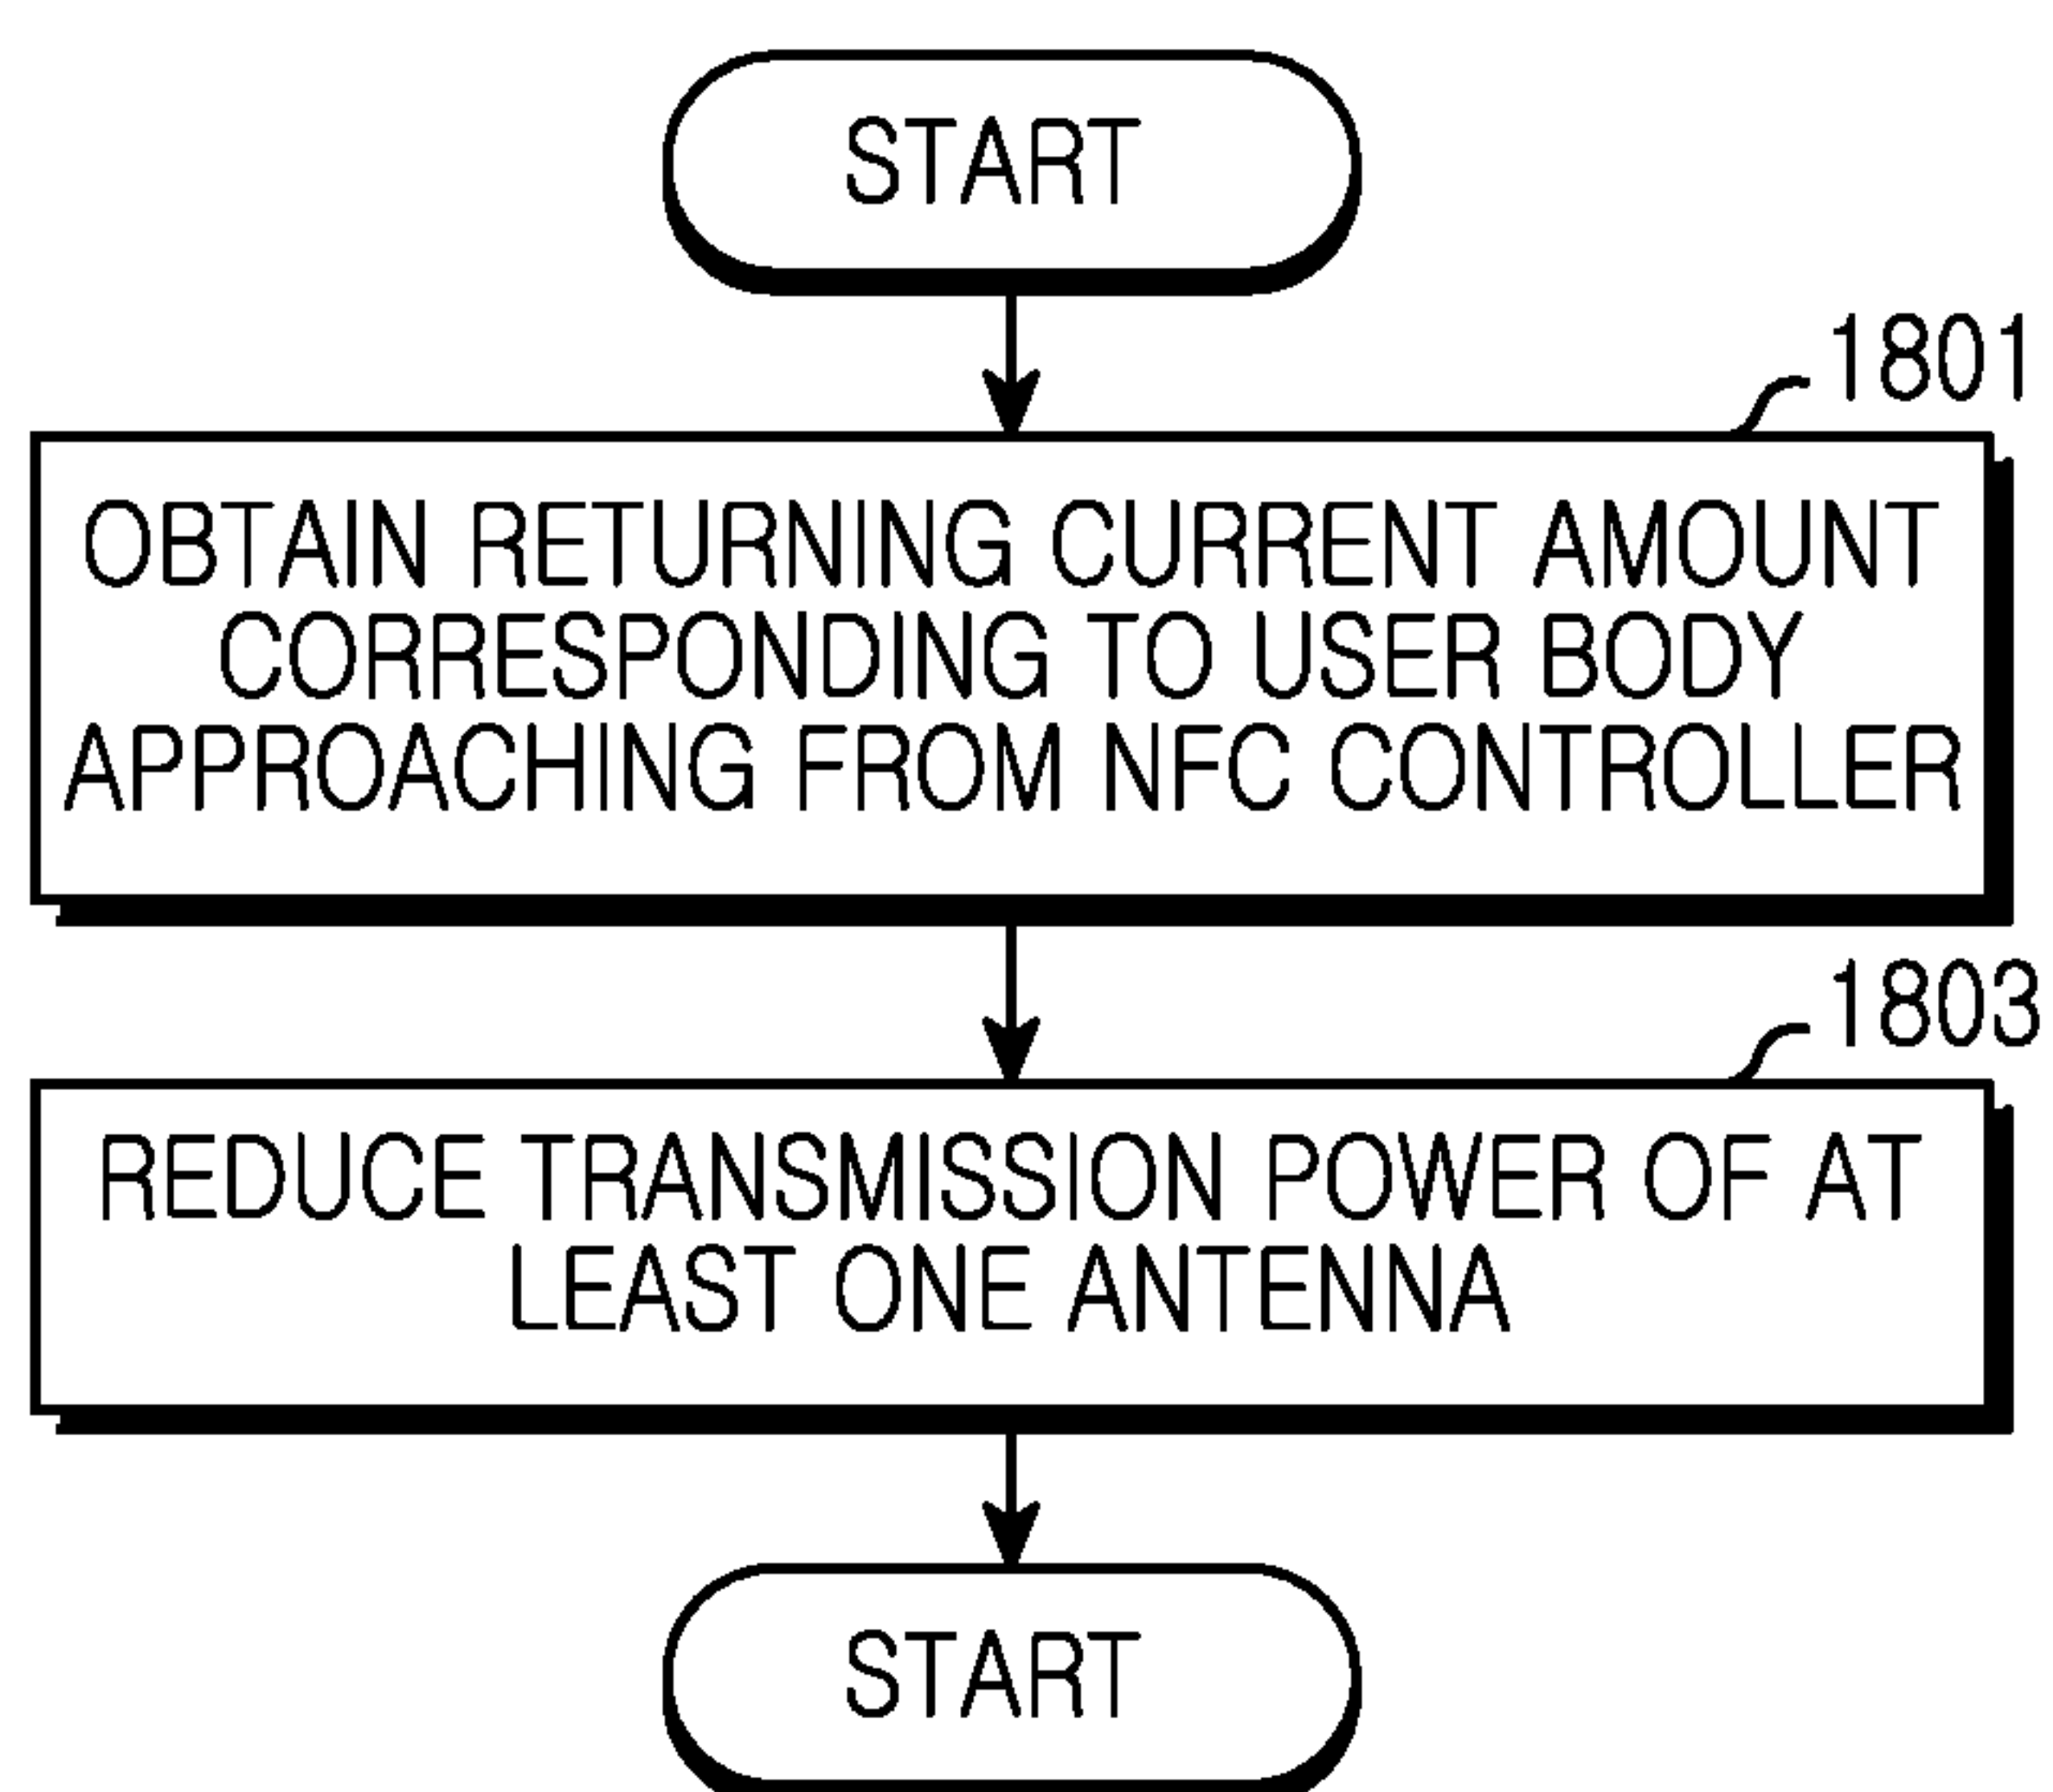 START
1801
OBTAIN RETURNING CURRENT AMOUNT
CORRESPONDING TO USER BODY
APPROACHING FROM NFC CONTROLLER
1803
REDUCE TRANSMISSION POWER OF AT
LEAST ONE ANTENNA
START